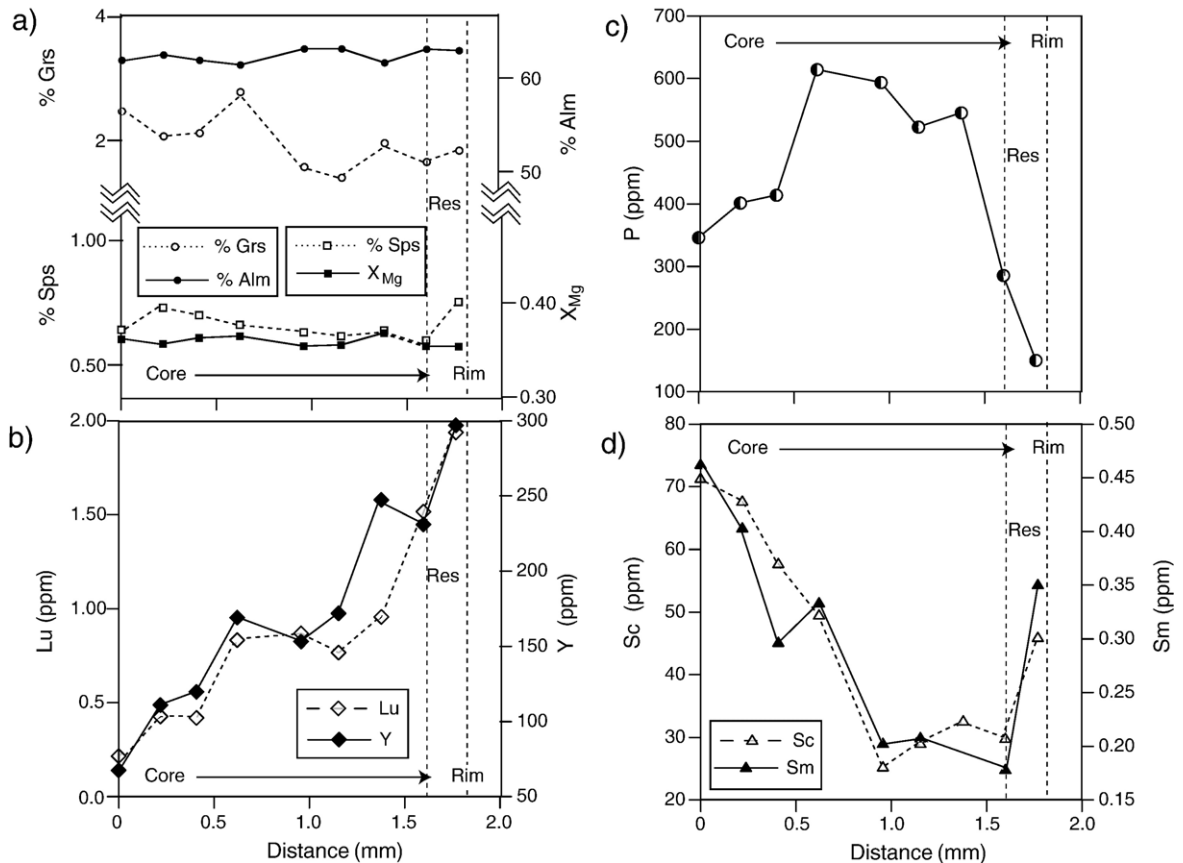 a)
4
2
1.00
0.50
% Grs
% Sps
60
50
0.40
0.30
% Alm
X Mg
Res
% Grs
% Alm
% Sps
X Mg
Core
Rim
b)
2.00
1.50
1.00
0.5
0.0
Lu (ppm)
300
250
200
150
100
50
Y (ppm)
Res
Lu
Y
Core
Rim
0
0.5
1.0
1.5
2.0
Distance (mm)
c)
700
600
500
400
300
200
100
P (ppm)
Core
Rim
Res
d)
80
70
60
50
40
30
20
Sc (ppm)
0.50
0.45
0.40
0.35
0.30
0.25
0.20
0.15
Sm (ppm)
Core
Rim
Res
Sc
Sm
0
0.5
1.0
1.5
2.0
Distance (mm)